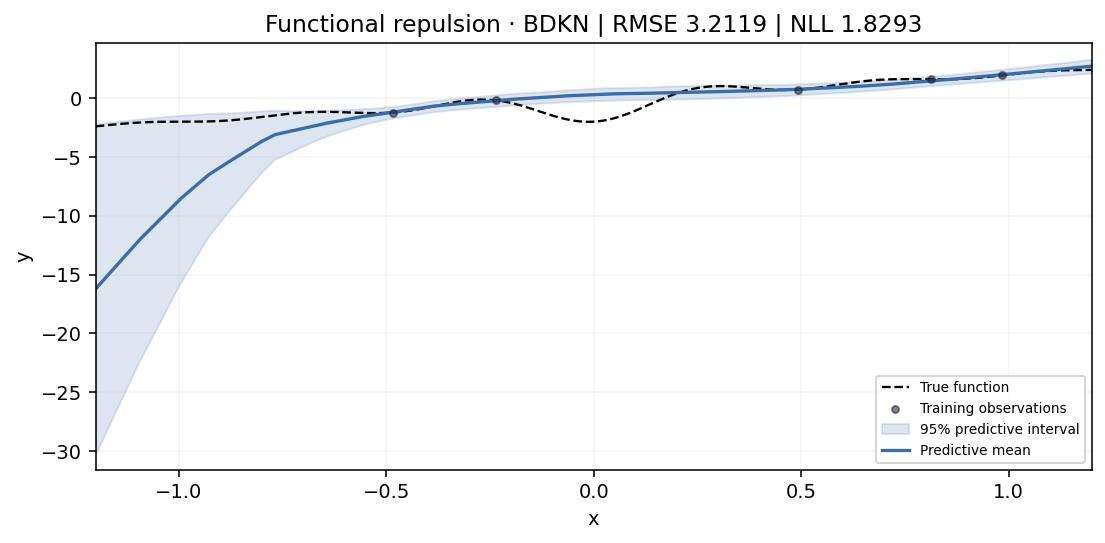 Functional repulsion · BDKN | RMSE 3.2119 | NLL 1.8293
y
0
−5
−10
−15
−20
−25
−30
True function
Training observations
95% predictive interval
Predictive mean
−1.0 −0.5 0.0 0.5 1.0
x